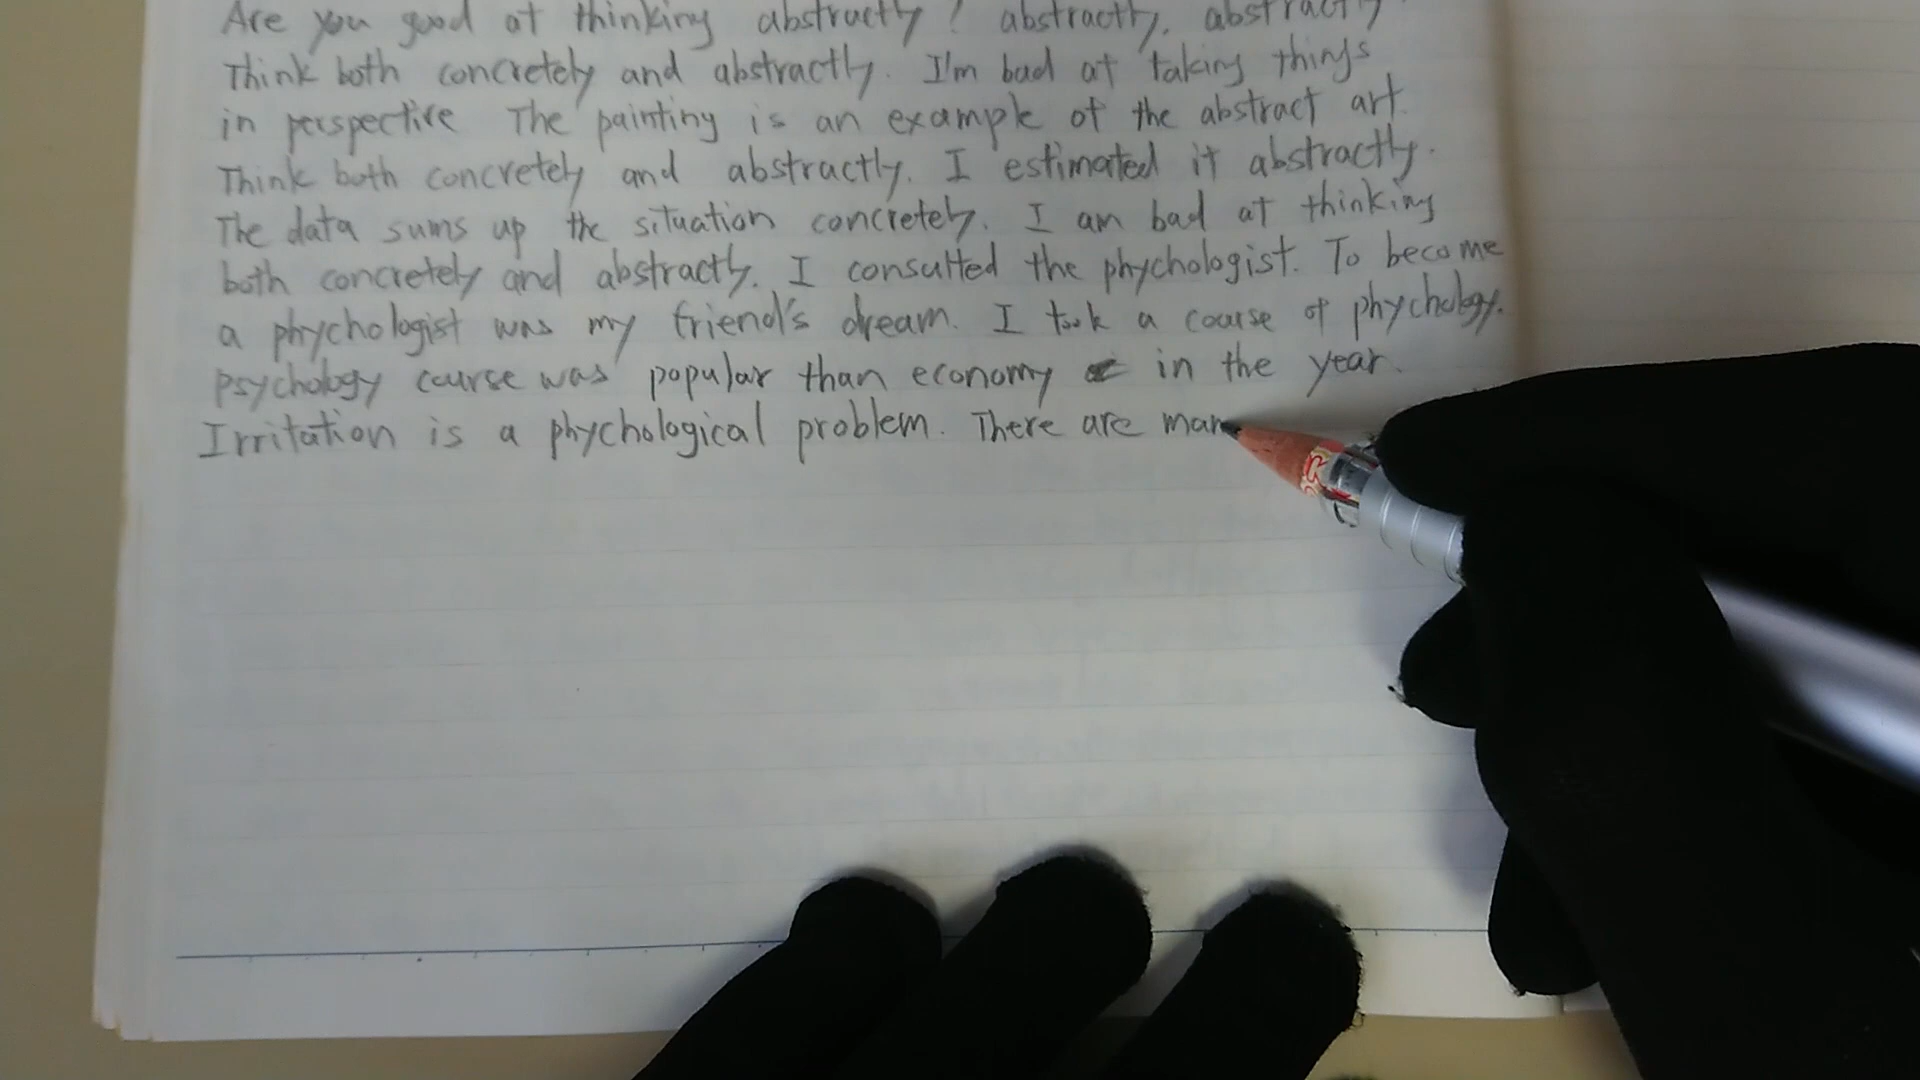 Are you good at thinking abstractly? abstractly, abstractly
Think both concretely and abstractly. I'm bad at taking things
in perspective The painting is an example of the abstract art.
Think both concretely and abstractly. I estimated it abstractly.
The data sums up the situation concretely. I am bad at thinking
both concretely and abstractly. I consulted the phychologist. To become
a phychologist was my friend's dream. I took a course of phychology.
psychology course was popular than economy in the year.
Irritation is a phychological problem. There are man